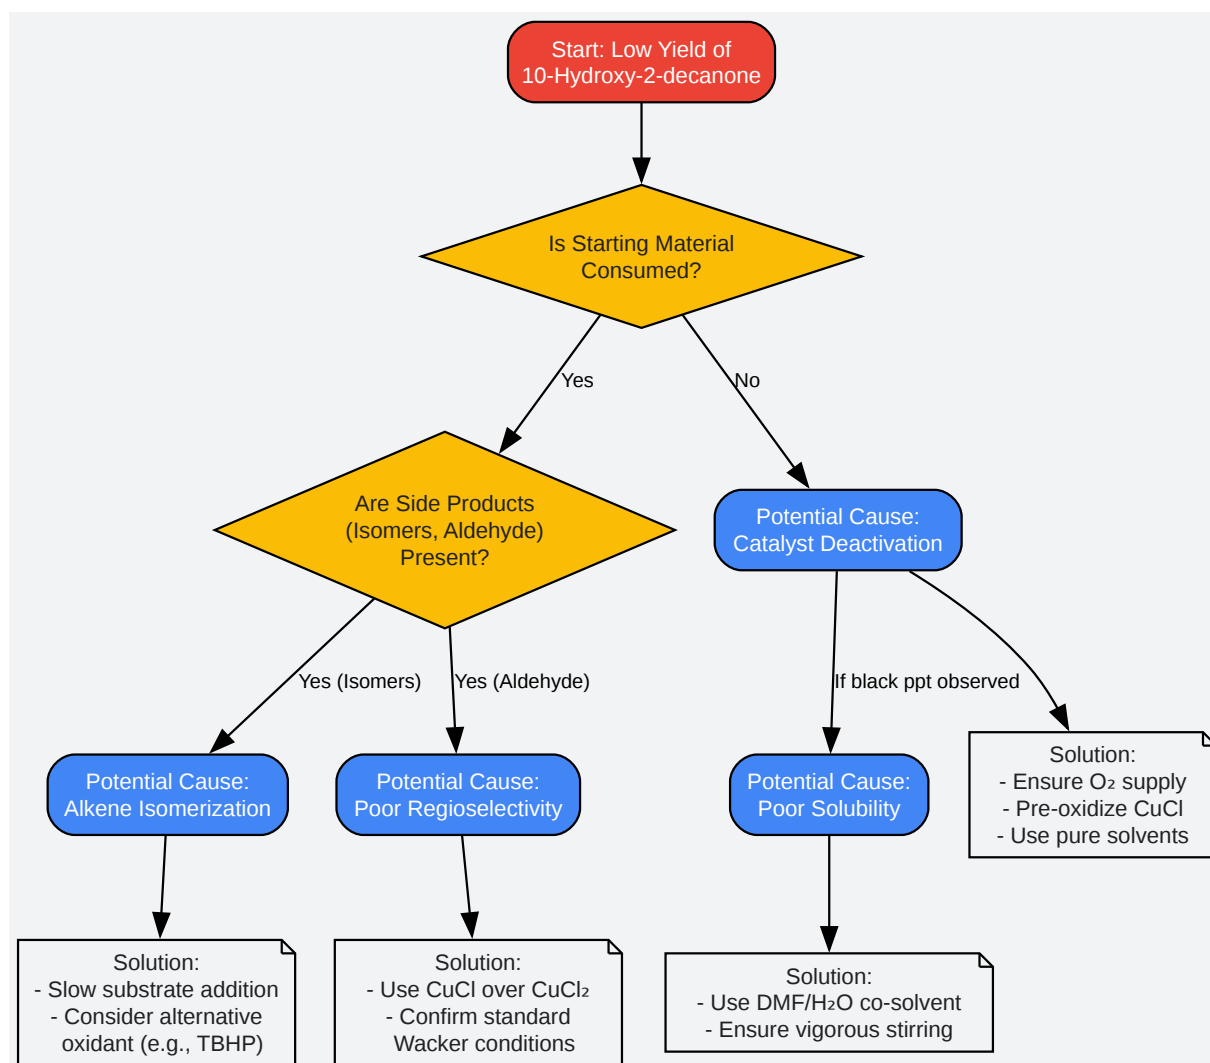 Start: Low Yield of
10-Hydroxy-2-decanone
Is Starting Material
Consumed?
Yes
No
Are Side Products
(Isomers, Aldehyde)
Present?
Potential Cause:
Catalyst Deactivation
Yes (Isomers)
Yes (Aldehyde)
If black ppt observed
Potential Cause:
Alkene Isomerization
Potential Cause:
Poor Regioselectivity
Potential Cause:
Poor Solubility
Solution:
- Ensure O₂ supply
- Pre-oxidize CuCl
- Use pure solvents
Solution:
- Slow substrate addition
- Consider alternative
oxidant (e.g., TBHP)
Solution:
- Use CuCl over CuCl₂
- Confirm standard
Wacker conditions
Solution:
- Use DMF/H₂O co-solvent
- Ensure vigorous stirring